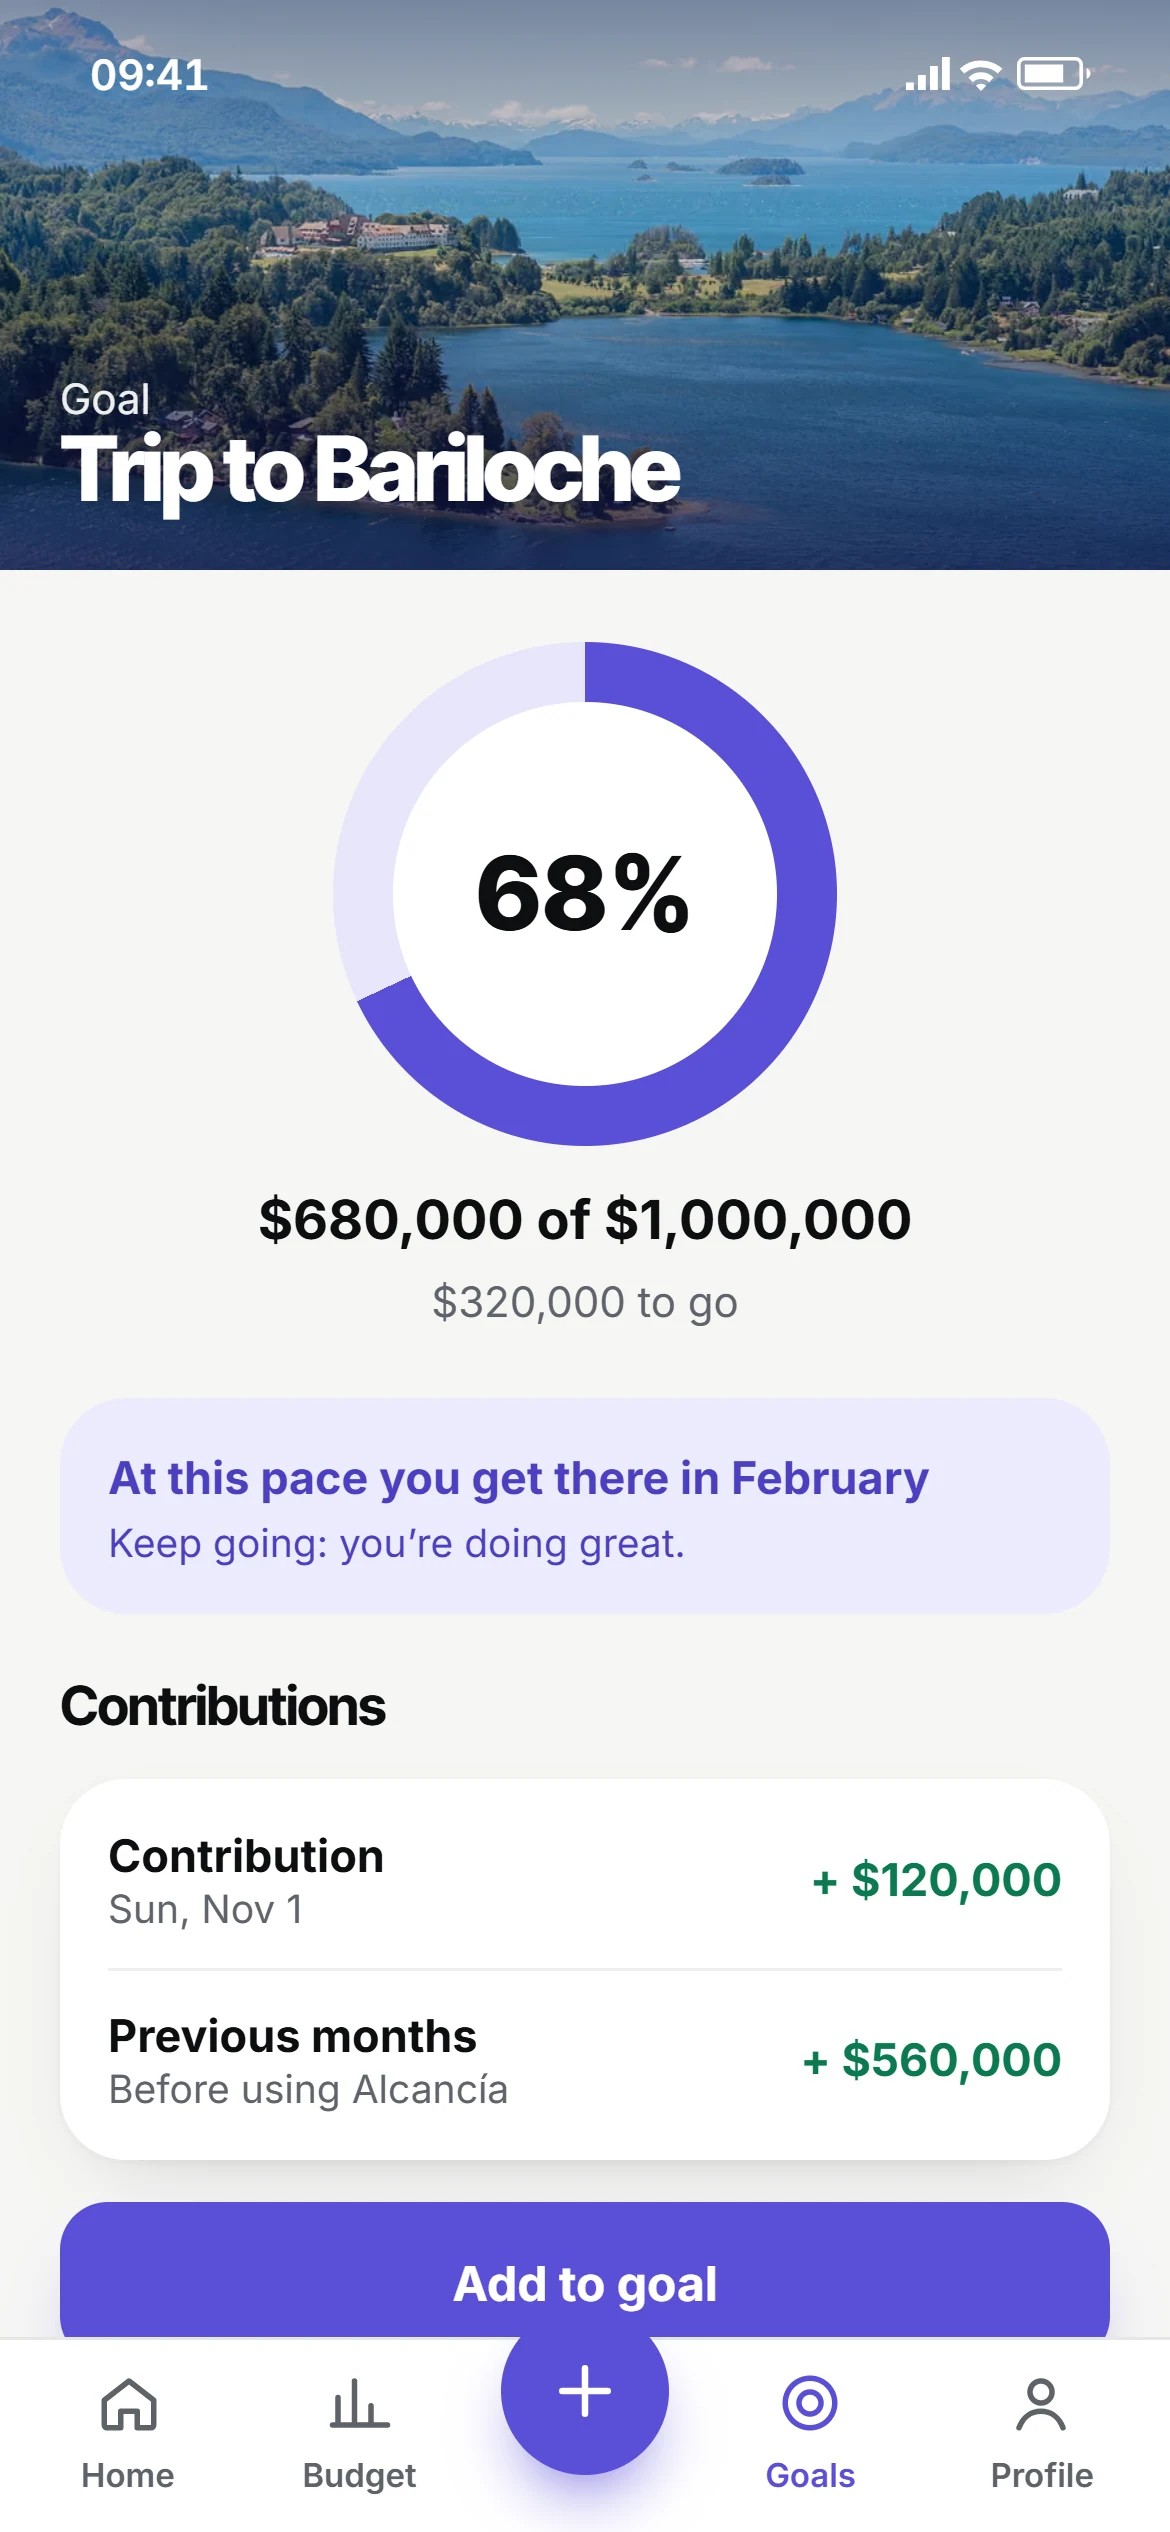 09:41
Goal
Trip to Bariloche
68%
$680,000 of $1,000,000
$320,000 to go
At this pace you get there in February
Keep going: you’re doing great.
Contributions
Contribution
Sun, Nov 1
+ $120,000
Previous months
Before using Alcancía
+ $560,000
Add to goal
Home
Budget
Goals
Profile